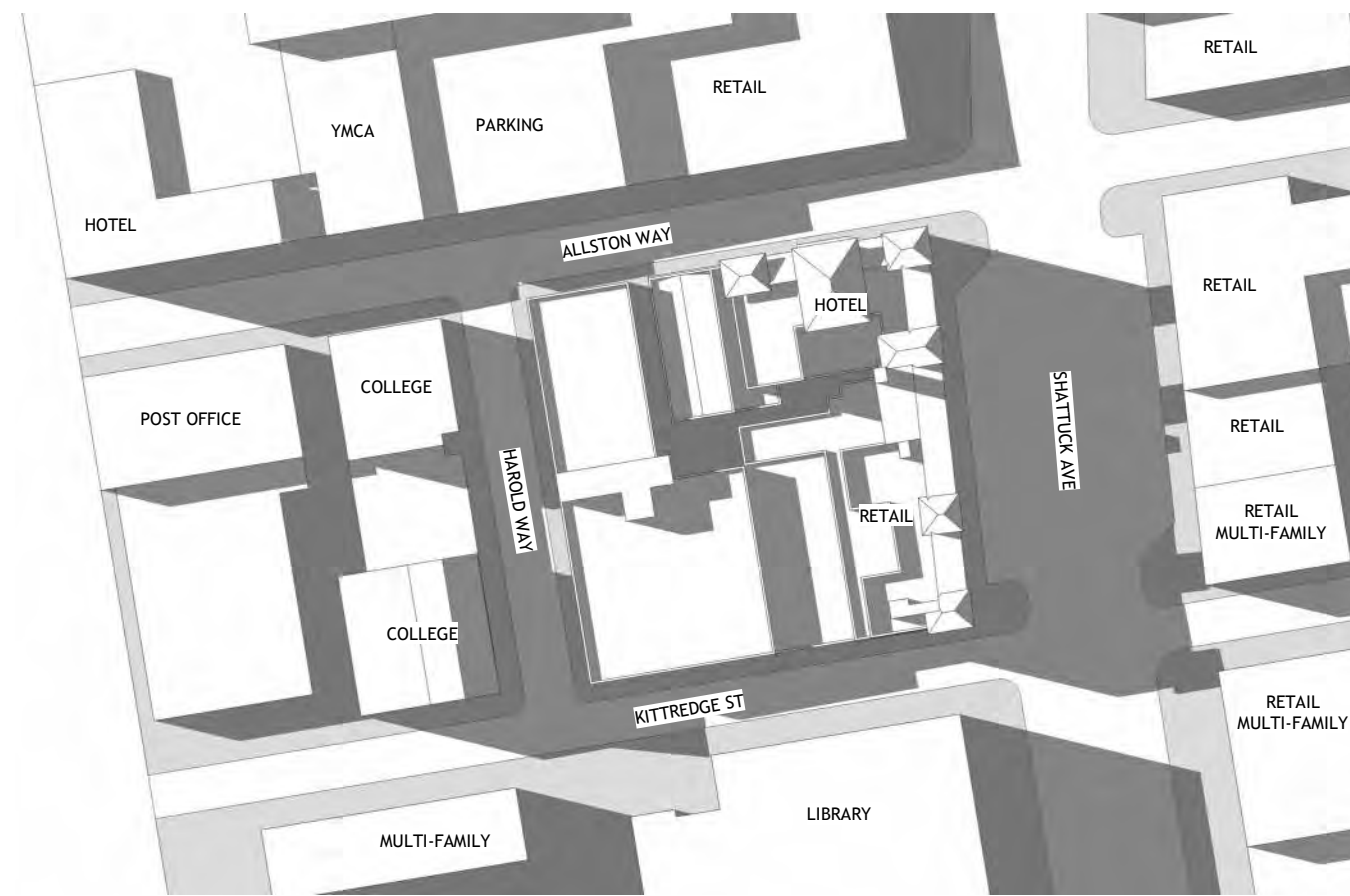 RETAIL
RETAIL
YMCA
PARKING
HOTEL
ALLSTON WAY
HOTEL
RETAIL
COLLEGE
POST OFFICE
SHATTUCK AVE
HAROLD WAY
RETAIL
RETAIL
RETAIL
MULTI-FAMILY
COLLEGE
KITTREDGE ST
RETAIL
MULTI-FAMILY
LIBRARY
MULTI-FAMILY